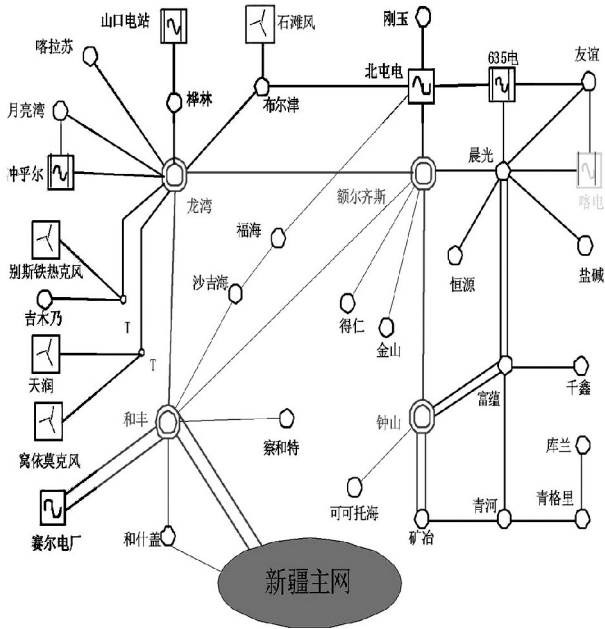 刚玉
山口电站
石滩风
喀拉苏
北屯电
635电
友谊
月亮湾
桦林
布尔津
冲乎尔
龙湾
额尔齐斯
晨光
喀电
福海
别斯铁热克风
恒源
盐碱
沙吉海
吉木乃
T
得仁
金山
T
天润
富蕴
千鑫
和丰
钟山
窝依莫克风
察和特
库兰
可可托海
青格里
赛尔电厂
和什盖
矿冶
青河
新疆主网